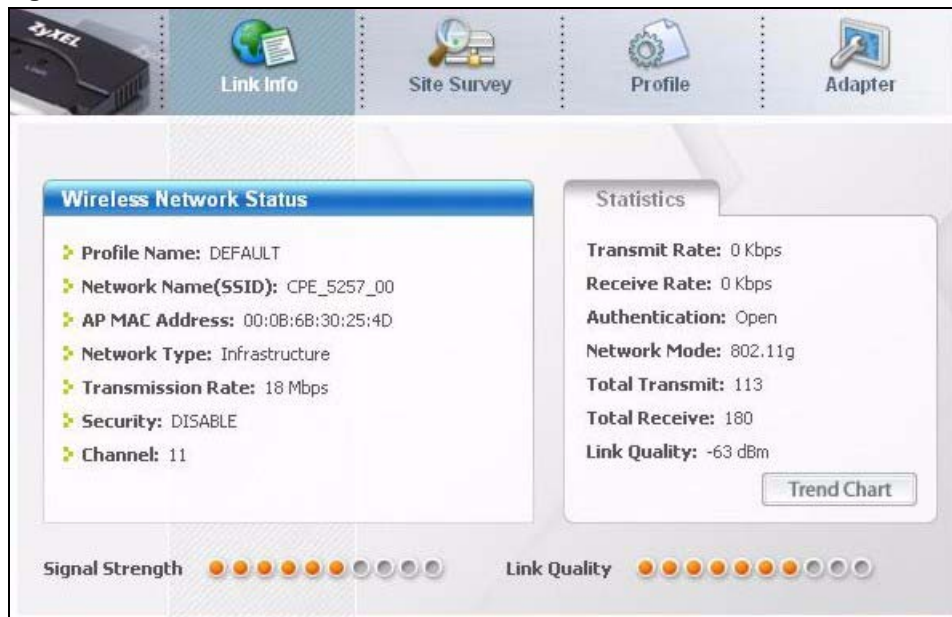 ZyXEL
Link Info
Site Survey
Profile
Adapter
Wireless Network Status
Profile Name: DEFAULT
Network Name(SSID): CPE_5257_00
AP MAC Address: 00:0B:6B:30:25:4D
Network Type: Infrastructure
Transmission Rate: 18 Mbps
Security: DISABLE
Channel: 11
Statistics
Transmit Rate: 0 Kbps
Receive Rate: 0 Kbps
Authentication: Open
Network Mode: 802.11g
Total Transmit: 113
Total Receive: 180
Link Quality: -63 dBm
Trend Chart
Signal Strength
Link Quality